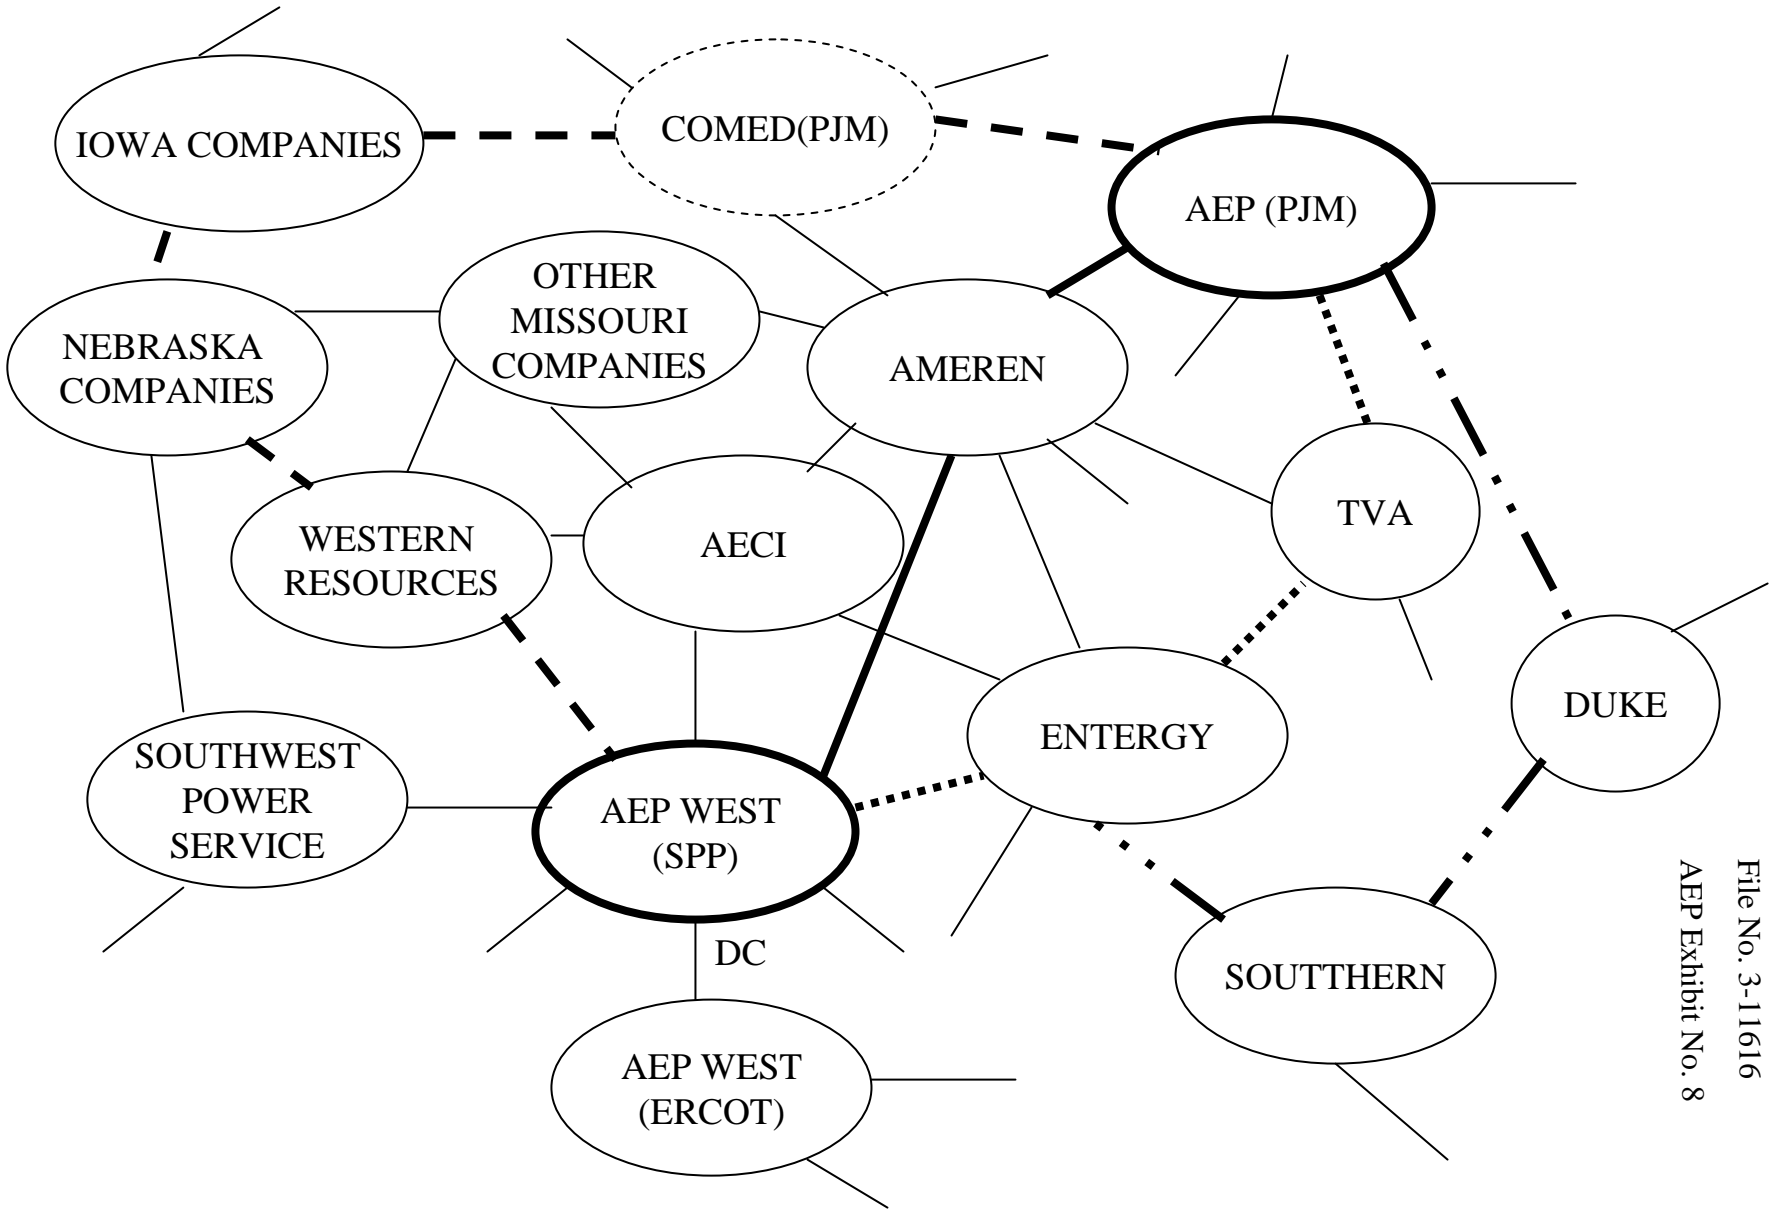 IOWA COMPANIES
COMED(PJM)
AEP (PJM)
OTHER
MISSOURI
COMPANIES
NEBRASKA
COMPANIES
AMEREN
TVA
WESTERN
RESOURCES
AECI
DUKE
ENTERGY
SOUTHWEST
POWER
SERVICE
AEP WEST
(SPP)
DC
SOUTTHERN
AEP WEST
(ERCOT)
File No. 3-11616
AEP Exhibit No. 8